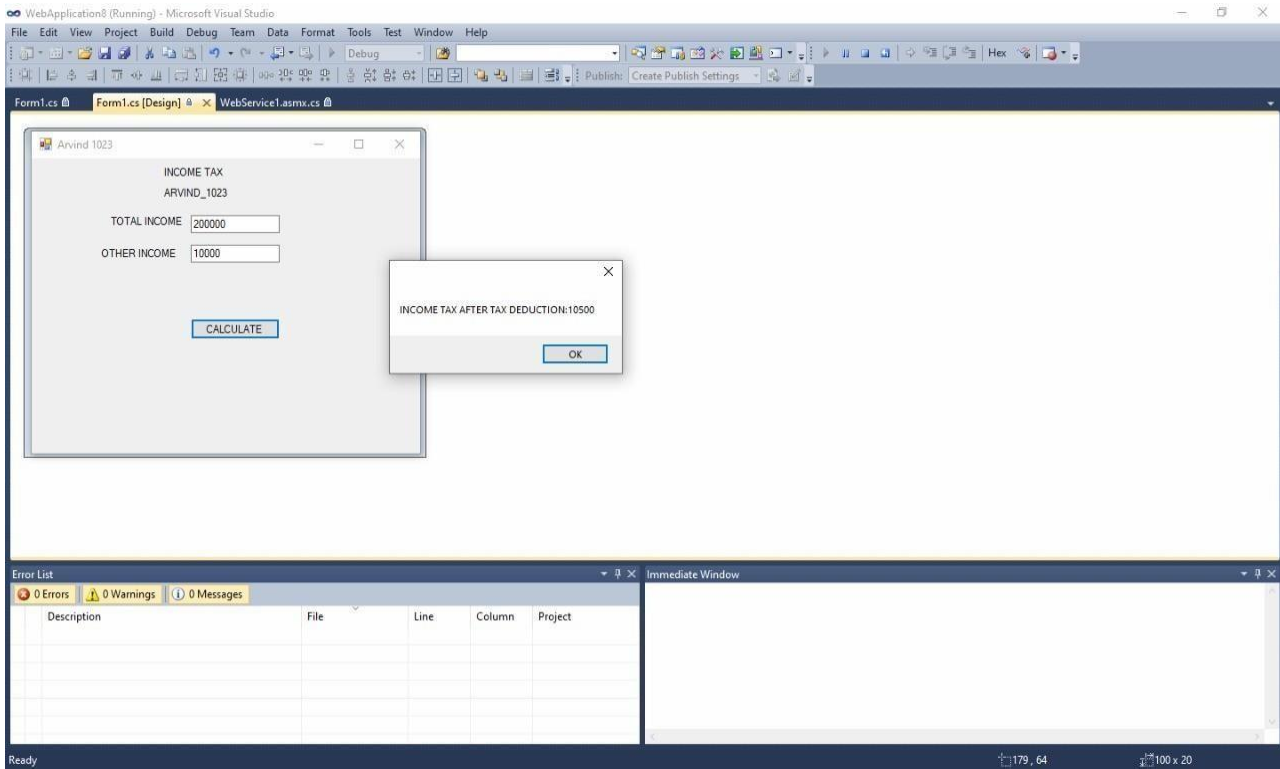 WebApplication8 (Running) - Microsoft Visual Studio
File Edit View Project Build Debug Team Data Format Tools Test Window Help
Debug
Hex
Publish: Create Publish Settings
Form1.cs Form1.cs [Design] WebService1.asmx.cs
Arvind 1023
INCOME TAX
ARVIND_1023
TOTAL INCOME 200000
OTHER INCOME 10000
INCOME TAX AFTER TAX DEDUCTION:10500
CALCULATE
OK
Error List
Immediate Window
0 Errors 0 Warnings 0 Messages
Description File Line Column Project
Ready 179 , 64 100 x 20